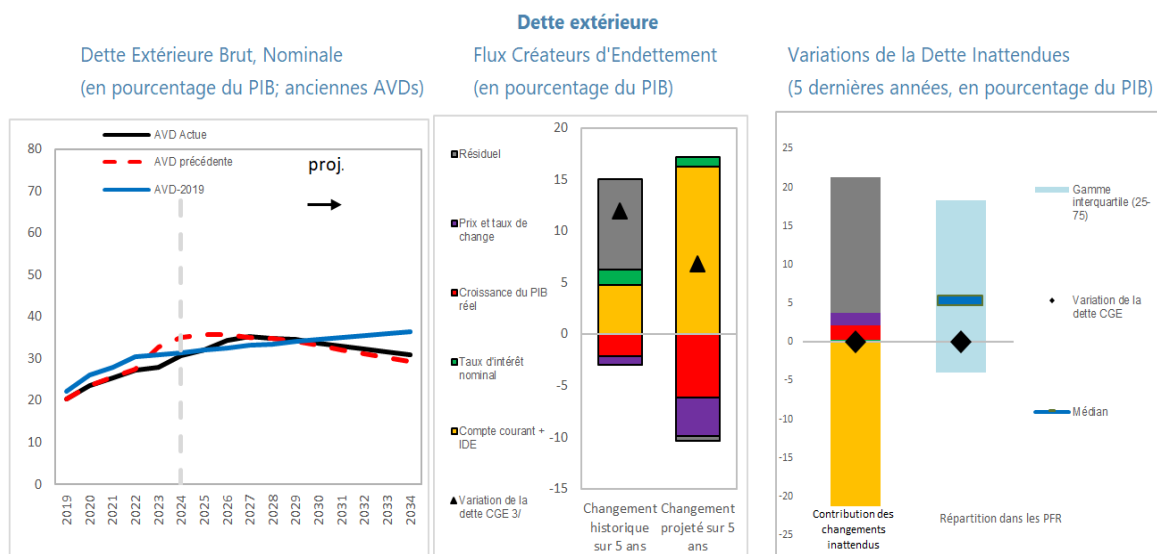 Dette extérieure
Dette Extérieure Brut, Nominale
(en pourcentage du PIB; anciennes AVDs)
AVD Actue
AVD précédente
AVD-2019
proj.
80
70
60
50
40
30
20
10
0
2019
2020
2021
2022
2023
2024
2025
2026
2027
2028
2029
2030
2031
2032
2033
2034
Flux Créateurs d'Endettement
(en pourcentage du PIB)
Résiduel
Prix et taux de
change
Croissance du PIB
réel
Taux d'intérêt
nominal
Compte courant +
IDE
Variation de la
dette CGE 3/
20
15
10
5
0
-5
-10
-15
Changement
historique
sur 5 ans
Changement
projeté sur 5
ans
Variations de la Dette Inattendues
(5 dernières années, en pourcentage du PIB)
25
20
15
10
5
0
-5
-10
-15
-20
-25
Contribution des
changements
inattendus
Répartition dans les PFR
Gamme
interquartile (25-
75)
Variation de la
dette CGE
Médian